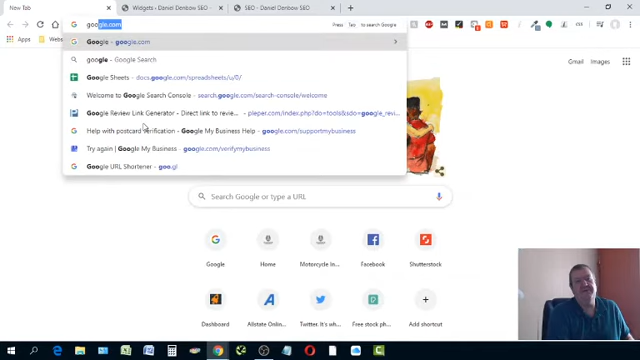 New Tab
Widgets - Daniel Denbow SEO -
SEO - Daniel Denbow SEO
google.com
Press Tab to search Google
Google - google.com
google - Google Search
Google Sheets - docs.google.com/spreadsheets/u/0/
Welcome to Google Search Console - search.google.com/search-console/welcome
Google Review Link Generator - Direct link to revie... - pleper.com/index.php?do=tools&sdo=google_revi...
Help with postcard verification - Google My Business Help - google.com/supportmybusiness
Try again | Google My Business - google.com/verifymybusiness
Google URL Shortener - goo.gl
Gmail Images
Search Google or type a URL
Google
Home
Motorcycle In...
Facebook
Shutterstock
Dashboard
Allstate Online...
Twitter. It's wh...
Free stock ph...
Add shortcut